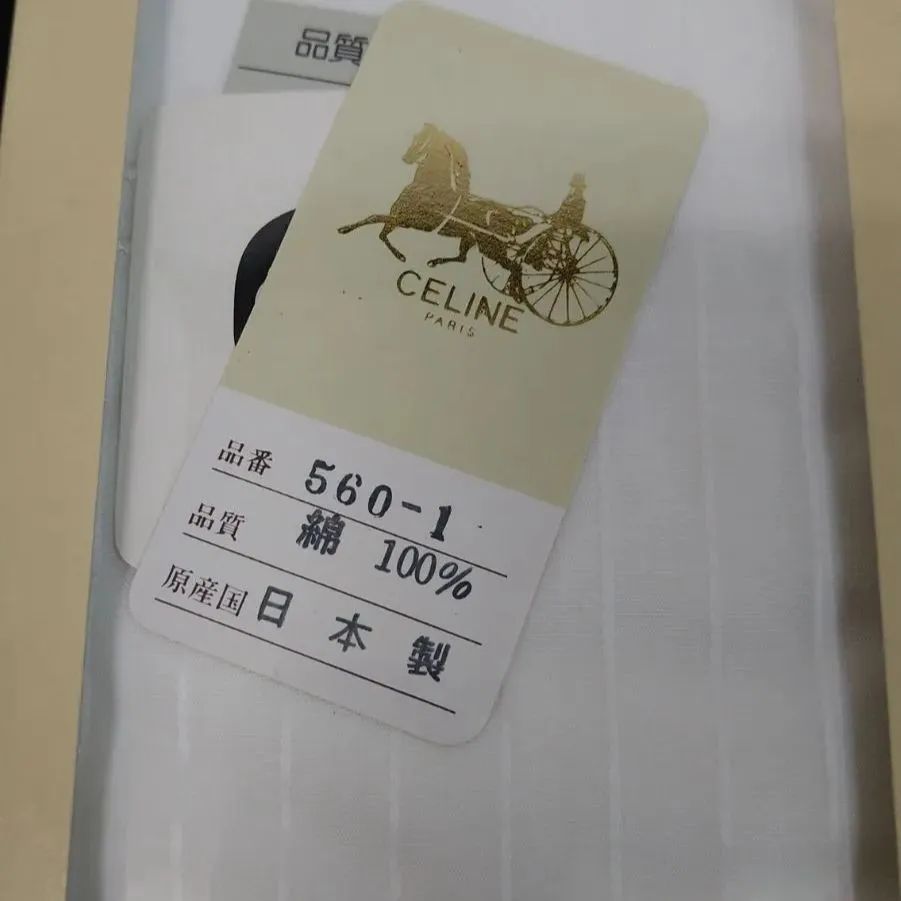 品質
CELINE
PARIS
品番 560-1
品質 綿 100%
原産国 日本製